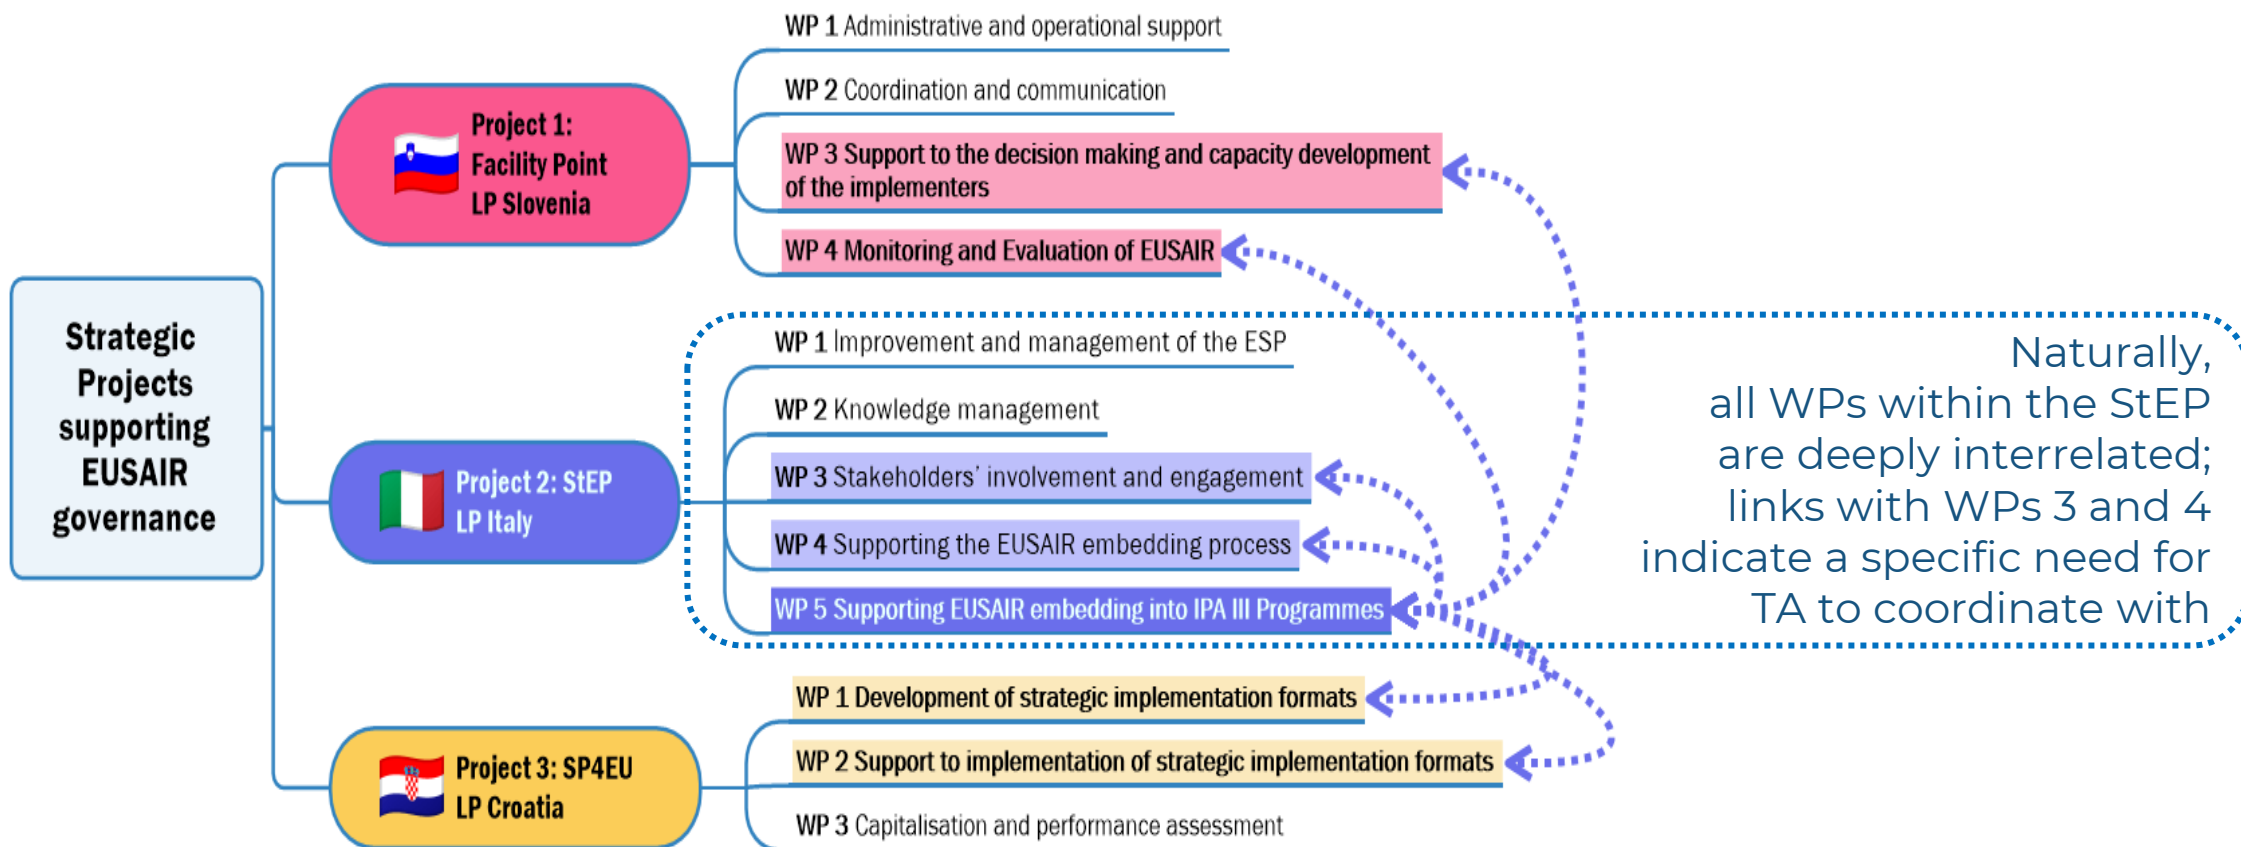 Strategic
Projects
supporting
EUSAIR
governance
Project 1:
Facility Point
LP Slovenia
WP 1 Administrative and operational support
WP 2 Coordination and communication
WP 3 Support to the decision making and capacity development
of the implementers
WP 4 Monitoring and Evaluation of EUSAIR
Project 2: StEP
LP Italy
WP 1 Improvement and management of the ESP
WP 2 Knowledge management
WP 3 Stakeholders’ involvement and engagement
WP 4 Supporting the EUSAIR embedding process
WP 5 Supporting EUSAIR embedding into IPA III Programmes
Naturally,
all WPs within the StEP
are deeply interrelated;
links with WPs 3 and 4
indicate a specific need for
TA to coordinate with
Project 3: SP4EU
LP Croatia
WP 1 Development of strategic implementation formats
WP 2 Support to implementation of strategic implementation formats
WP 3 Capitalisation and performance assessment